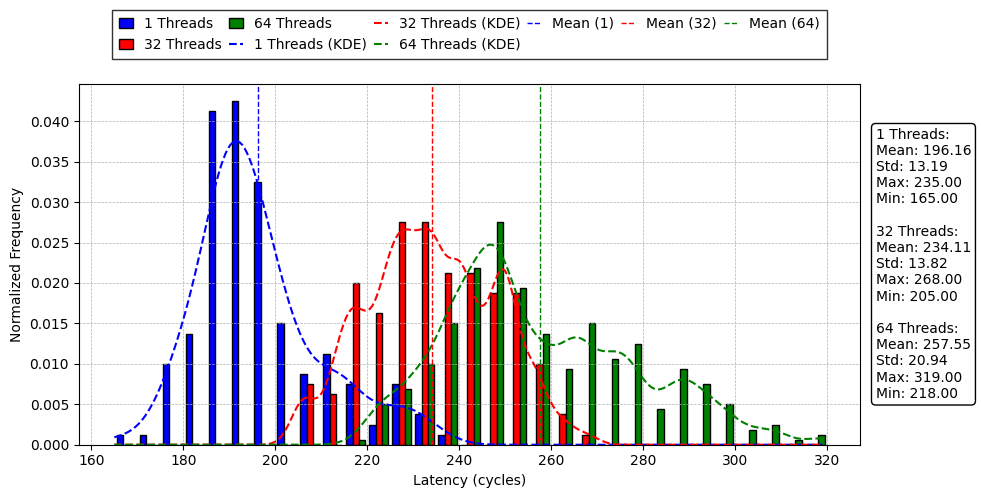 1 Threads 64 Threads 32 Threads (KDE) Mean (1) Mean (32) Mean (64)
32 Threads 1 Threads (KDE) 64 Threads (KDE)
0.040
0.035
0.030
0.025
0.020
0.015
0.010
0.005
0.000
Normalized Frequency
160 180 200 220 240 260 280 300 320
Latency (cycles)
1 Threads:
Mean: 196.16
Std: 13.19
Max: 235.00
Min: 165.00
32 Threads:
Mean: 234.11
Std: 13.82
Max: 268.00
Min: 205.00
64 Threads:
Mean: 257.55
Std: 20.94
Max: 319.00
Min: 218.00